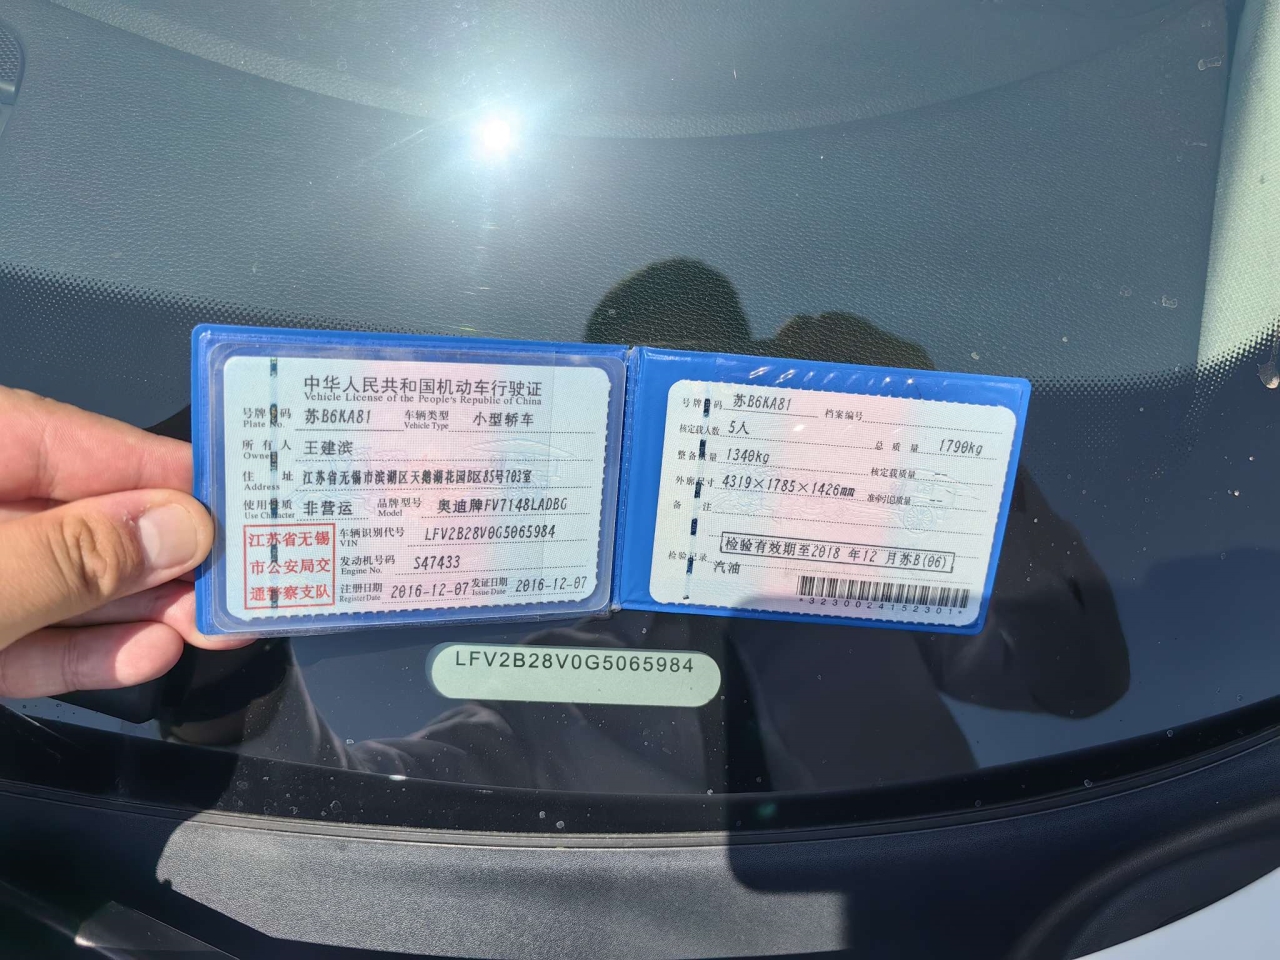 中华人民共和国机动车行驶证
Vehicle License of the People's Republic of China
号牌号码 苏B6KA81 车辆类型 小型轿车
Plate No. Vehicle Type
所有人 王建滨
Owner
住址 江苏省无锡市滨湖区天鹅湖花园B区85号703室
Address
使用性质 非营运 品牌型号 奥迪牌FV7148LADBG
Use Character Model
江苏省无锡
市公安局交
通警察支队
车辆识别代号 LFV2B28V0G5065984
VIN
发动机号码 S47433
Engine No.
注册日期 2016-12-07 发证日期 2016-12-07
Register Date Issue Date
号牌号码 苏B6KA81 档案编号
核定载人数 5人 总质量 1790kg
整备质量 1340kg 核定载质量 --
外廓尺寸 4319×1785×1426mm 准牵引总质量 --
备注
检验有效期至2018年12月苏B(06)
检验记录
汽油
*3230024152301*
LFV2B28V0G5065984